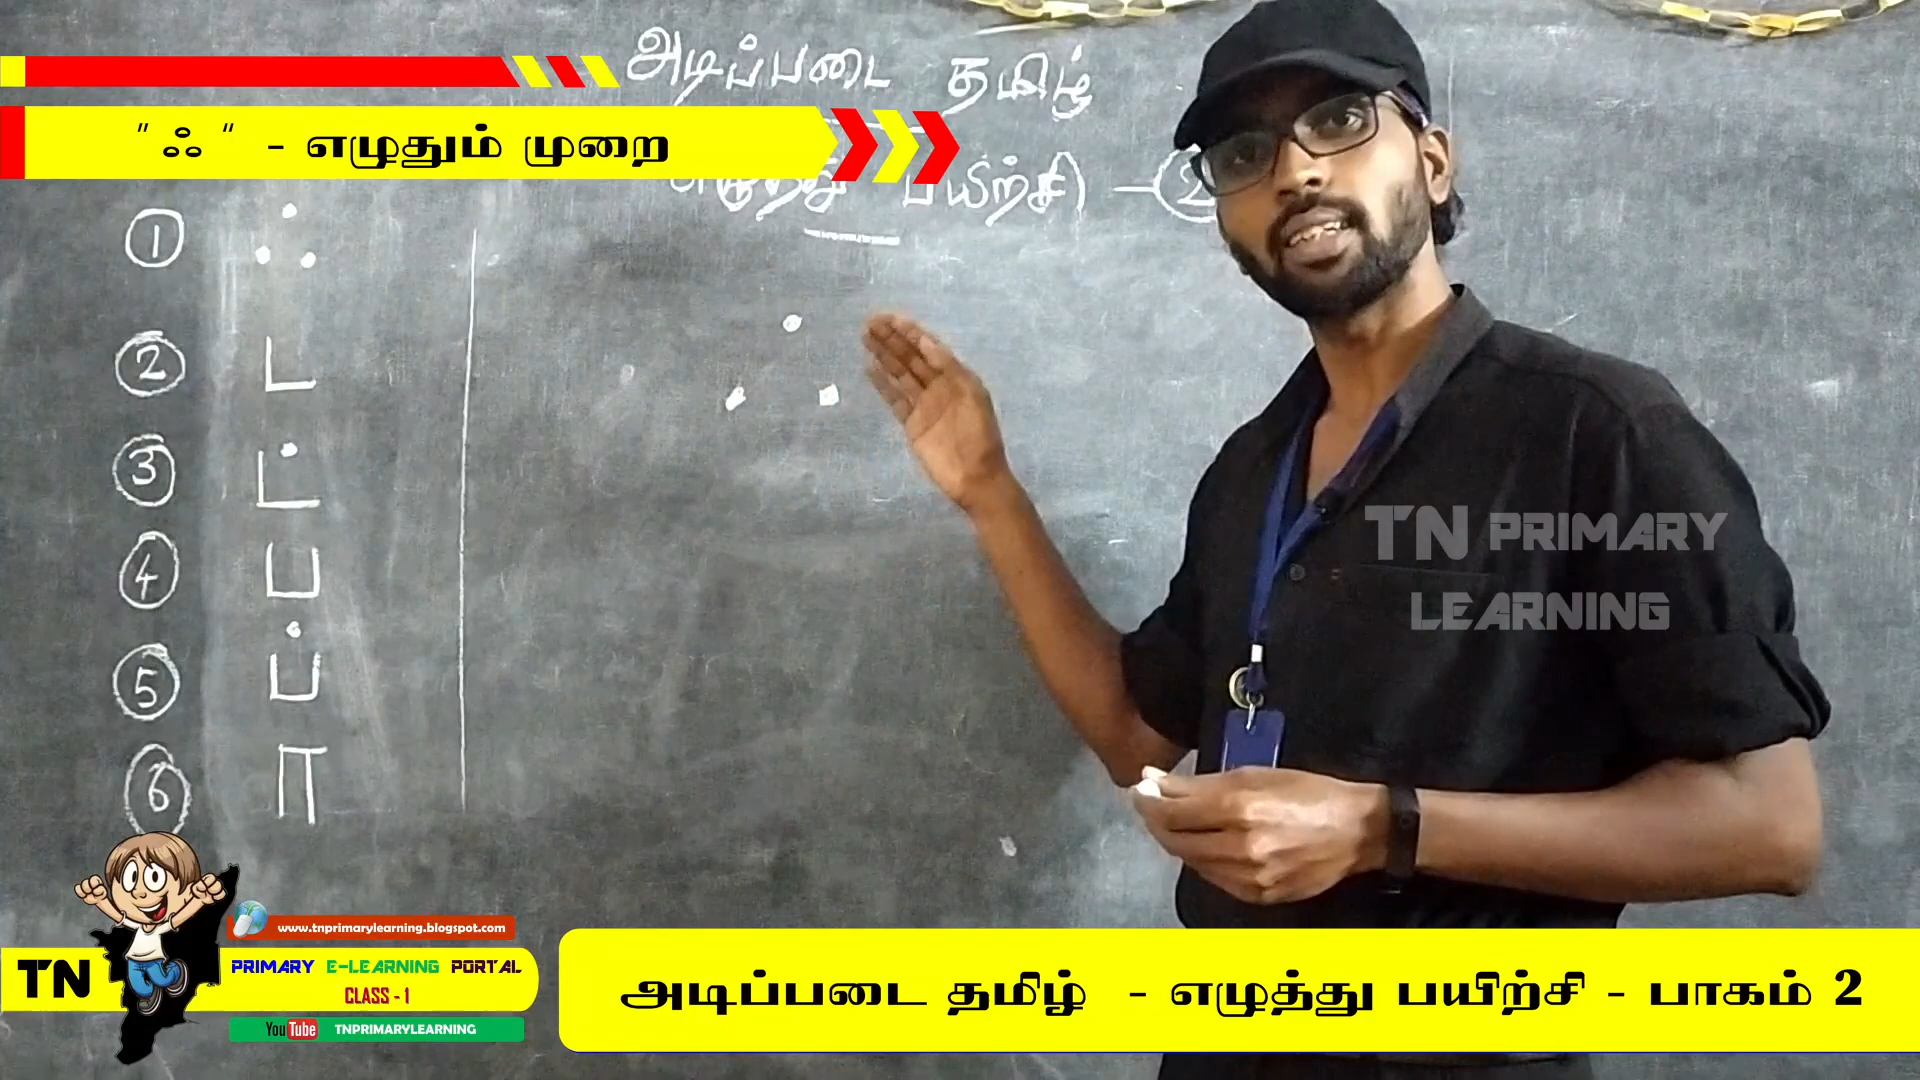 அடிப்படை தமிழ்
" ஃ " - எழுதும் முறை
பயிற்சி - 2
1 ஃ
2 ட
3 ட்
4 ப
5 ப்
6 ா
ஃ
TN PRIMARY
LEARNING
www.tnprimarylearning.blogspot.com
TN
PRIMARY E-LEARNING PORTAL
CLASS - 1
YouTube TNPRIMARYLEARNING
அடிப்படை தமிழ் - எழுத்து பயிற்சி - பாகம் 2